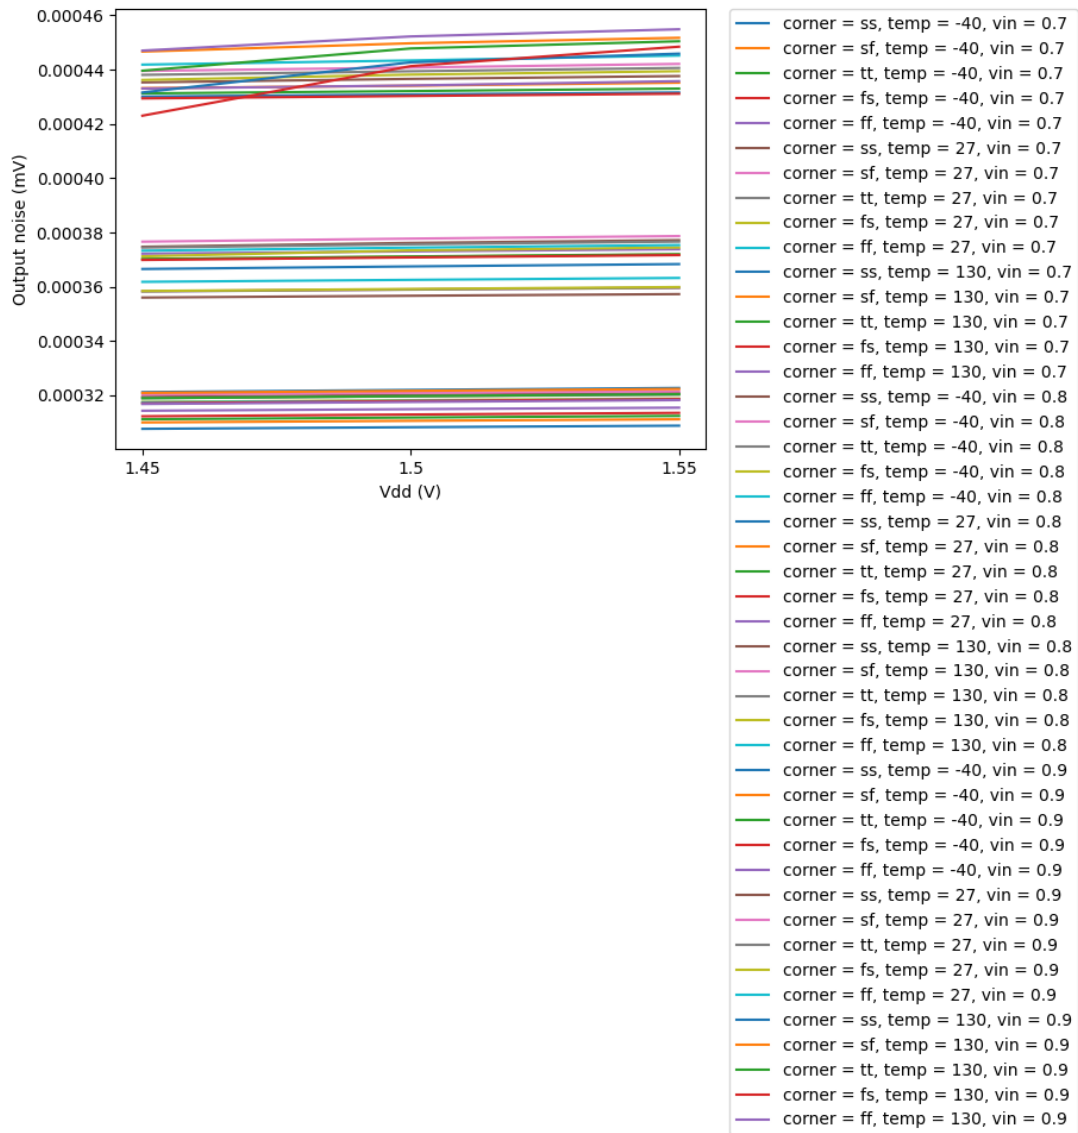 0.00046
0.00044
0.00042
0.00040
0.00038
0.00036
0.00034
0.00032
Output noise (mV)
1.45
1.5
1.55
Vdd (V)
corner = ss, temp = -40, vin = 0.7
corner = sf, temp = -40, vin = 0.7
corner = tt, temp = -40, vin = 0.7
corner = fs, temp = -40, vin = 0.7
corner = ff, temp = -40, vin = 0.7
corner = ss, temp = 27, vin = 0.7
corner = sf, temp = 27, vin = 0.7
corner = tt, temp = 27, vin = 0.7
corner = fs, temp = 27, vin = 0.7
corner = ff, temp = 27, vin = 0.7
corner = ss, temp = 130, vin = 0.7
corner = sf, temp = 130, vin = 0.7
corner = tt, temp = 130, vin = 0.7
corner = fs, temp = 130, vin = 0.7
corner = ff, temp = 130, vin = 0.7
corner = ss, temp = -40, vin = 0.8
corner = sf, temp = -40, vin = 0.8
corner = tt, temp = -40, vin = 0.8
corner = fs, temp = -40, vin = 0.8
corner = ff, temp = -40, vin = 0.8
corner = ss, temp = 27, vin = 0.8
corner = sf, temp = 27, vin = 0.8
corner = tt, temp = 27, vin = 0.8
corner = fs, temp = 27, vin = 0.8
corner = ff, temp = 27, vin = 0.8
corner = ss, temp = 130, vin = 0.8
corner = sf, temp = 130, vin = 0.8
corner = tt, temp = 130, vin = 0.8
corner = fs, temp = 130, vin = 0.8
corner = ff, temp = 130, vin = 0.8
corner = ss, temp = -40, vin = 0.9
corner = sf, temp = -40, vin = 0.9
corner = tt, temp = -40, vin = 0.9
corner = fs, temp = -40, vin = 0.9
corner = ff, temp = -40, vin = 0.9
corner = ss, temp = 27, vin = 0.9
corner = sf, temp = 27, vin = 0.9
corner = tt, temp = 27, vin = 0.9
corner = fs, temp = 27, vin = 0.9
corner = ff, temp = 27, vin = 0.9
corner = ss, temp = 130, vin = 0.9
corner = sf, temp = 130, vin = 0.9
corner = tt, temp = 130, vin = 0.9
corner = fs, temp = 130, vin = 0.9
corner = ff, temp = 130, vin = 0.9